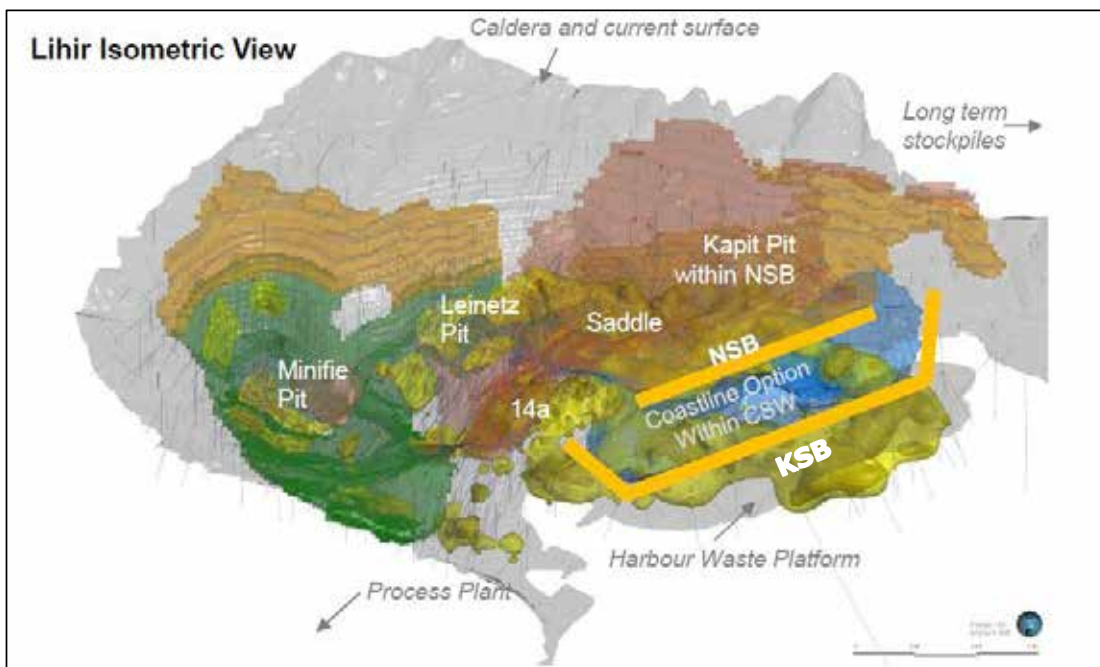 Caldera and current surface
Lihir Isometric View
Long term
stockpiles
Kapit Pit
within NSB
Leinetz
Pit
Saddle
NSB
Minifie
Pit
14a
Coastline Option
Within CSW
KSB
Harbour Waste Platform
Process Plant